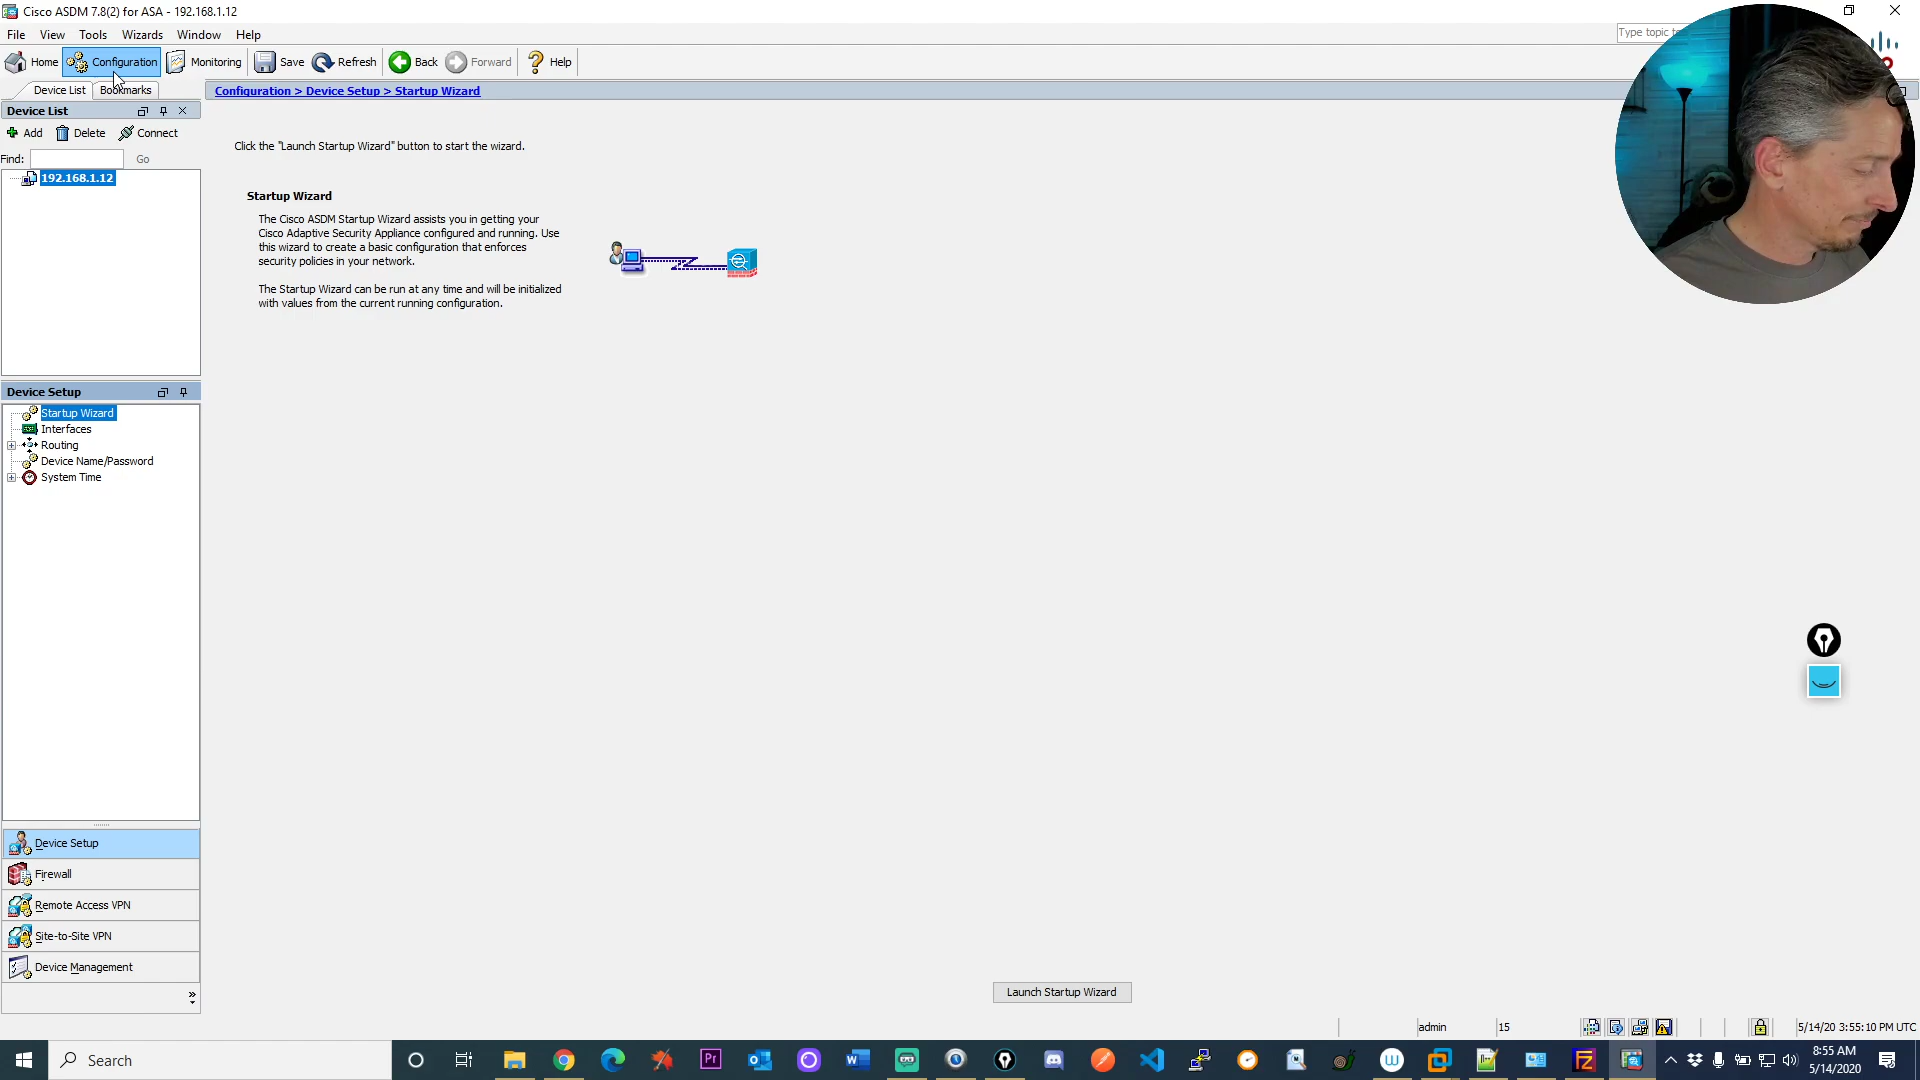 Cisco ASDM 7.8(2) for ASA - 192.168.1.12
File View Tools Wizards Window Help
Home Configuration Monitoring Save Refresh Back Forward Help
Type topic
Device List Bookmarks
Configuration > Device Setup > Startup Wizard
Device List
Add Delete Connect
Find: Go
192.168.1.12
Click the "Launch Startup Wizard" button to start the wizard.
Startup Wizard
The Cisco ASDM Startup Wizard assists you in getting your
Cisco Adaptive Security Appliance configured and running. Use
this wizard to create a basic configuration that enforces
security policies in your network.
The Startup Wizard can be run at any time and will be initialized
with values from the current running configuration.
Device Setup
Startup Wizard
Interfaces
Routing
Device Name/Password
System Time
Device Setup
Firewall
Remote Access VPN
Site-to-Site VPN
Device Management
Launch Startup Wizard
admin 15 5/14/20 3:55:10 PM UTC
Search
Pr
8:55 AM
5/14/2020